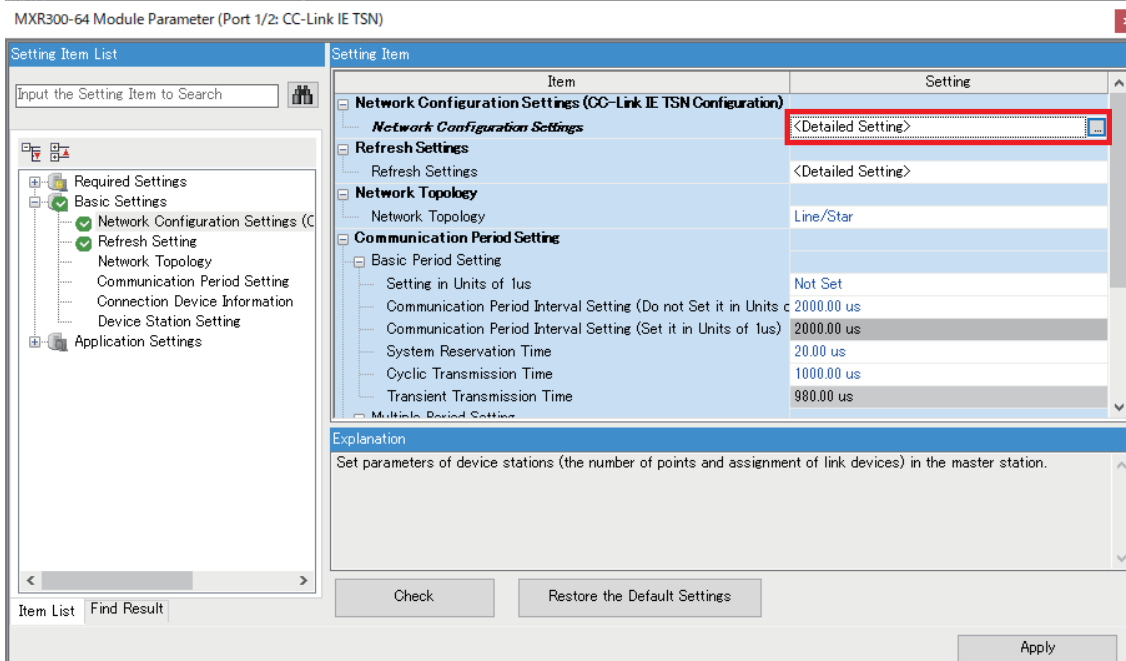 MXR300-64 Module Parameter (Port 1/2: CC-Link IE TSN)
Setting Item List
Input the Setting Item to Search
Required Settings
Basic Settings
Network Configuration Settings (C
Refresh Setting
Network Topology
Communication Period Setting
Connection Device Information
Device Station Setting
Application Settings
Item List
Find Result
Setting Item
Item Setting
Network Configuration Settings (CC-Link IE TSN Configuration)
Network Configuration Settings <Detailed Setting> ...
Refresh Settings
Refresh Settings <Detailed Setting>
Network Topology
Network Topology Line/Star
Communication Period Setting
Basic Period Setting
Setting in Units of 1us Not Set
Communication Period Interval Setting (Do not Set it in Units 2000.00 us
Communication Period Interval Setting (Set it in Units of 1us) 2000.00 us
System Reservation Time 20.00 us
Cyclic Transmission Time 1000.00 us
Transient Transmission Time 980.00 us
Multiple Period Setting
Explanation
Set parameters of device stations (the number of points and assignment of link devices) in the master station.
Check Restore the Default Settings
Apply